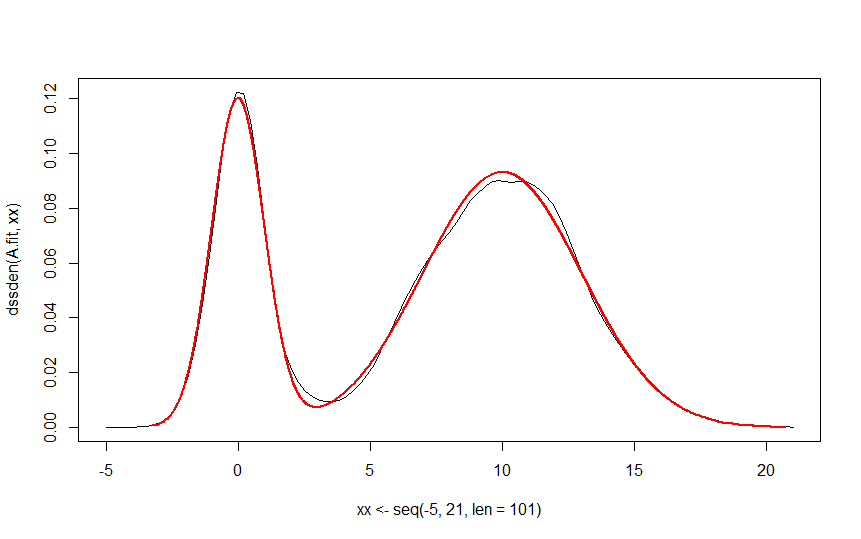 dssden(A.fit, xx)
0.12
0.10
0.08
0.06
0.04
0.02
0.00
-5 0 5 10 15 20
xx <- seq(-5, 21, len = 101)